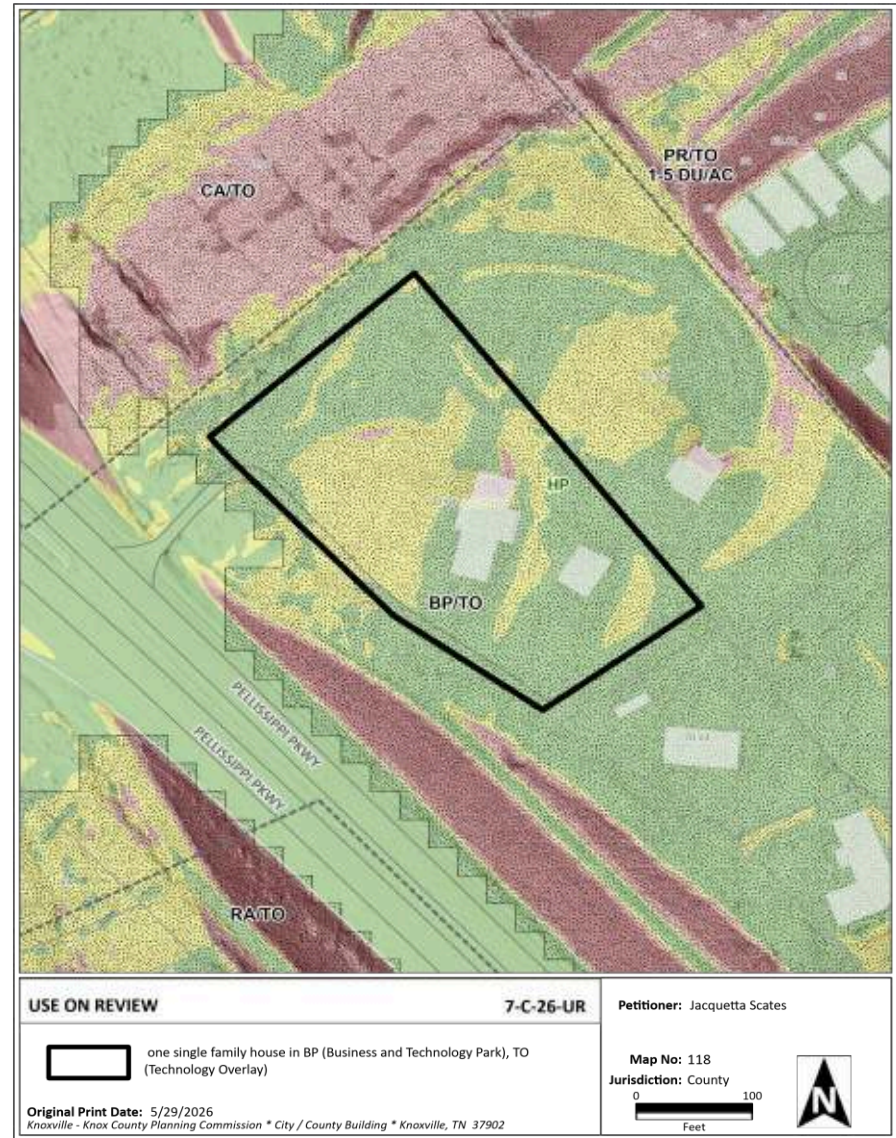 CA/TO
PR/TO
1-5 DU/AC
HP
BP/TO
PELLISSIPPI PKWY
PELLISSIPPI PKWY
RA/TO
USE ON REVIEW
7-C-26-UR
one single family house in BP (Business and Technology Park), TO
(Technology Overlay)
Original Print Date: 5/29/2026
Knoxville - Knox County Planning Commission * City / County Building * Knoxville, TN 37902
Petitioner: Jacquetta Scates
Map No: 118
Jurisdiction: County
0 100
Feet
N